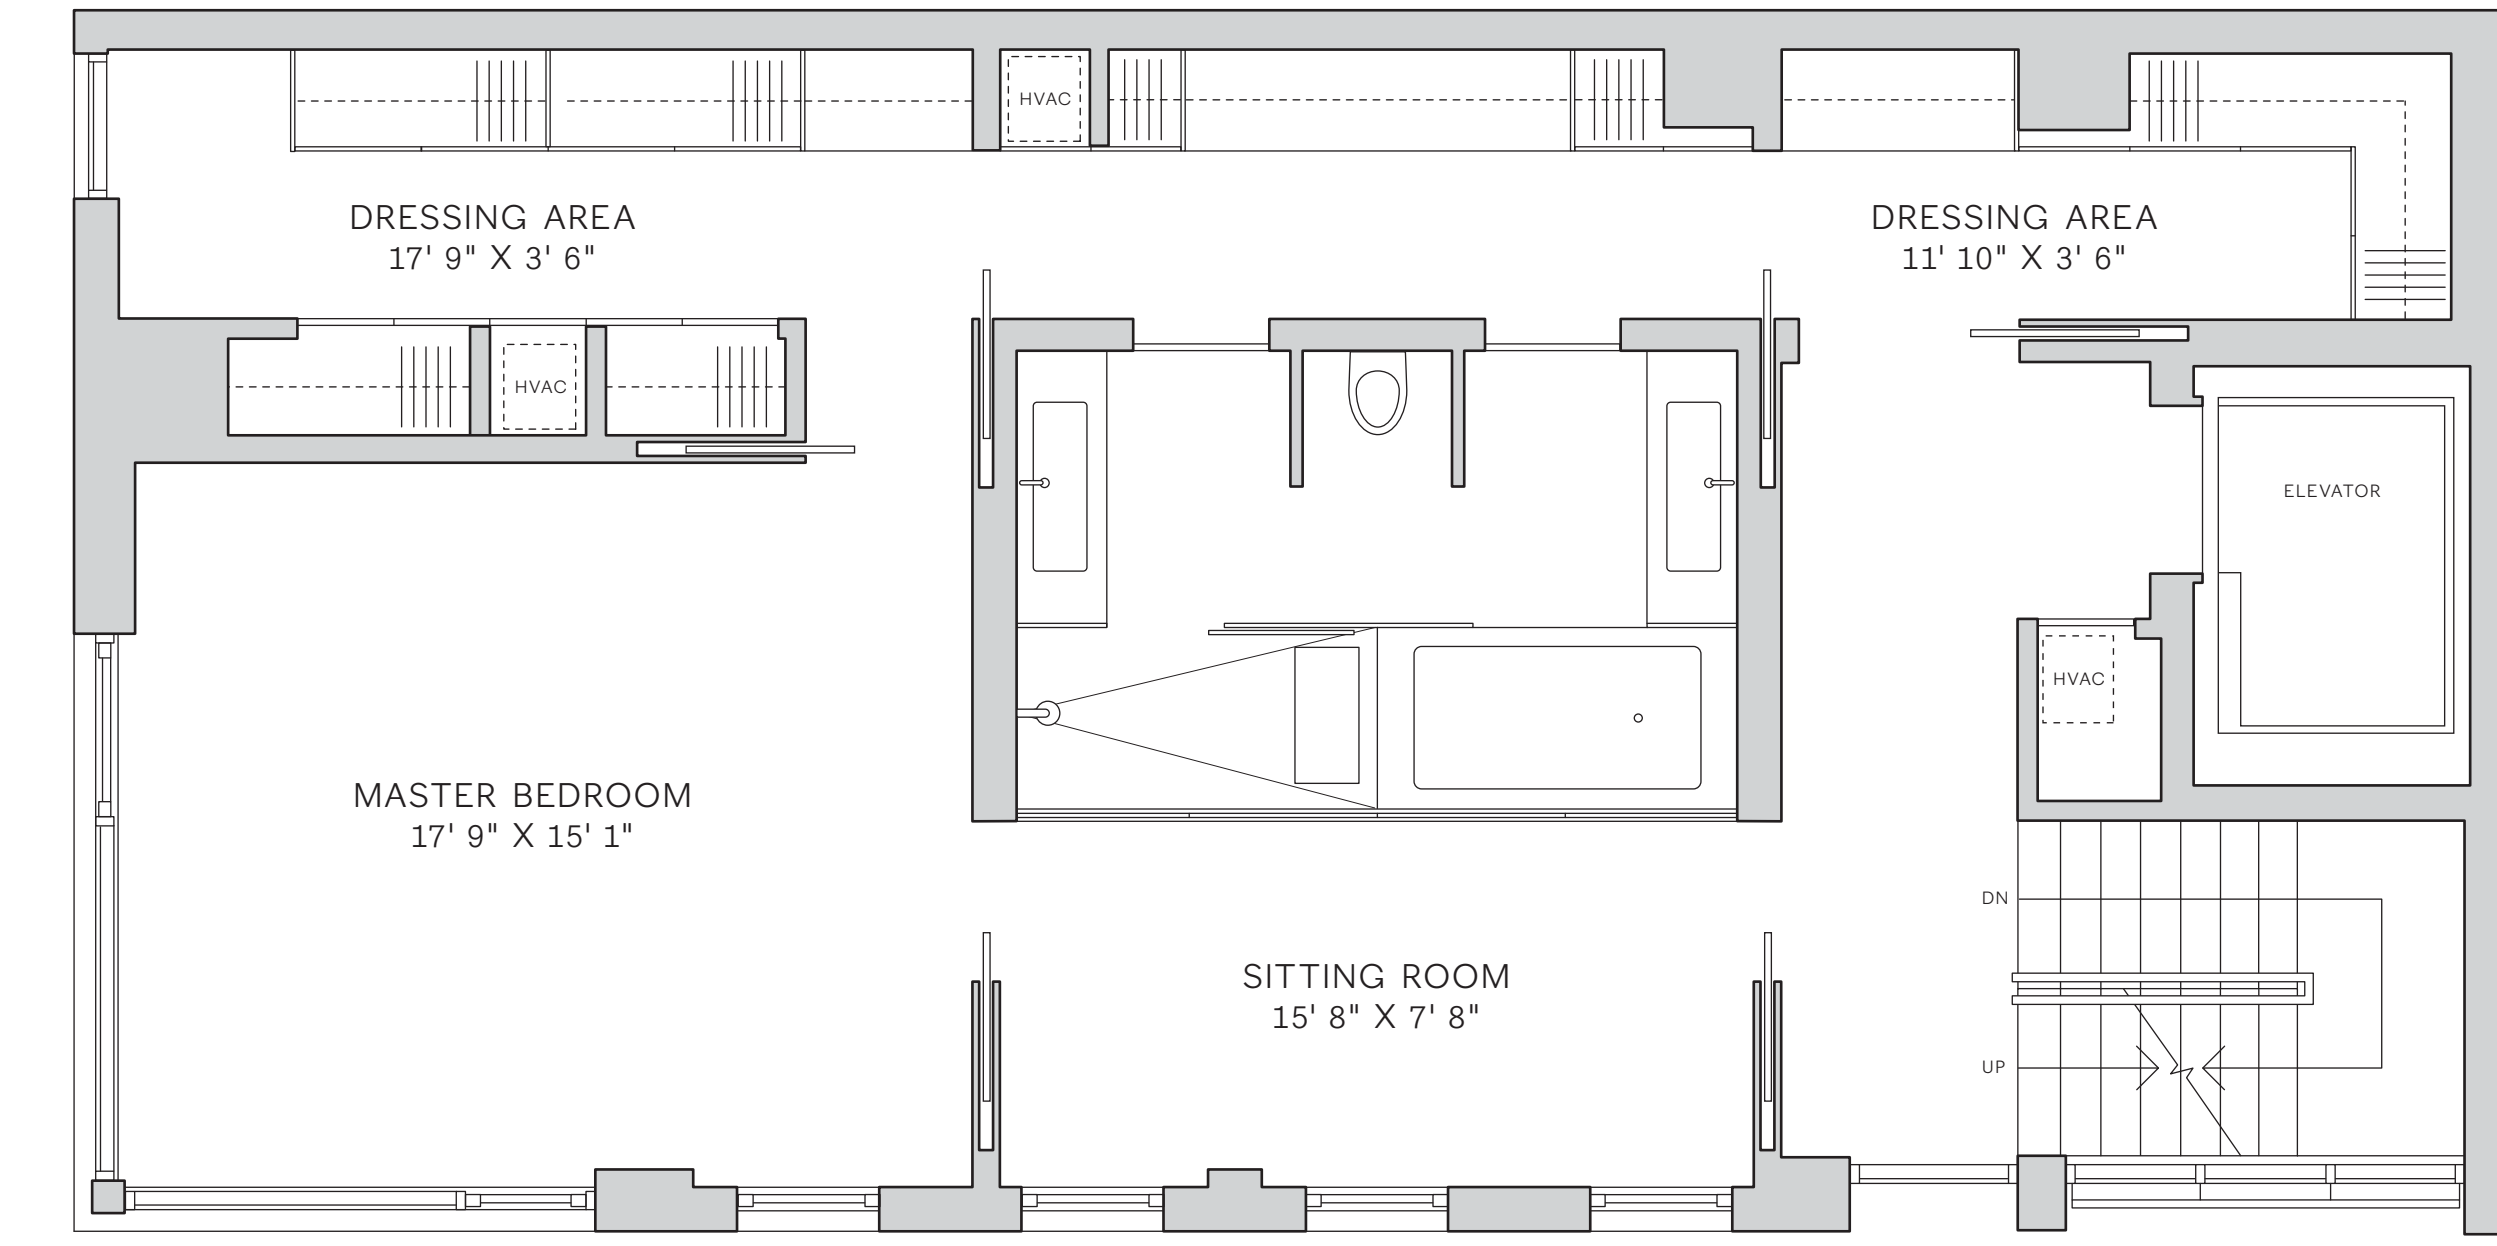 HVAC
DRESSING AREA
17' 9" X 3' 6"
DRESSING AREA
11' 10" X 3' 6"
HVAC
ELEVATOR
HVAC
MASTER BEDROOM
17' 9" X 15' 1"
DN
SITTING ROOM
15' 8" X 7' 8"
UP